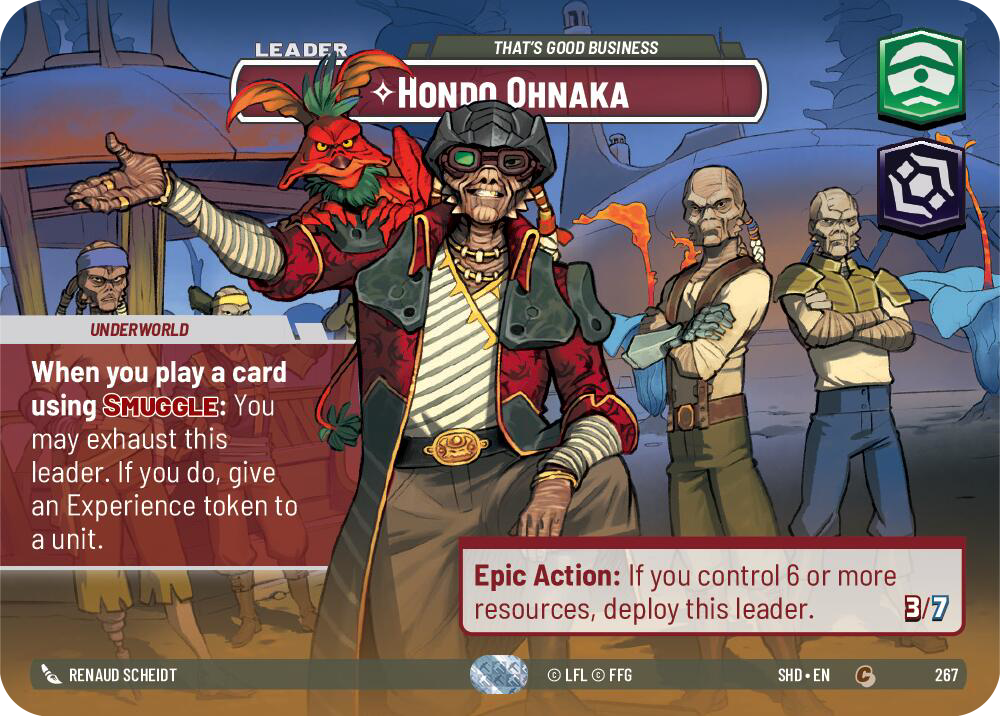 LEADER
THAT'S GOOD BUSINESS
HONDO OHNAKA
UNDERWORLD
When you play a card
using SMUGGLE: You
may exhaust this
leader. If you do, give
an Experience token to
a unit.
Epic Action: If you control 6 or more
resources, deploy this leader.
3/7
RENAUD SCHEIDT
© LFL © FFG
SHD • EN
C
267